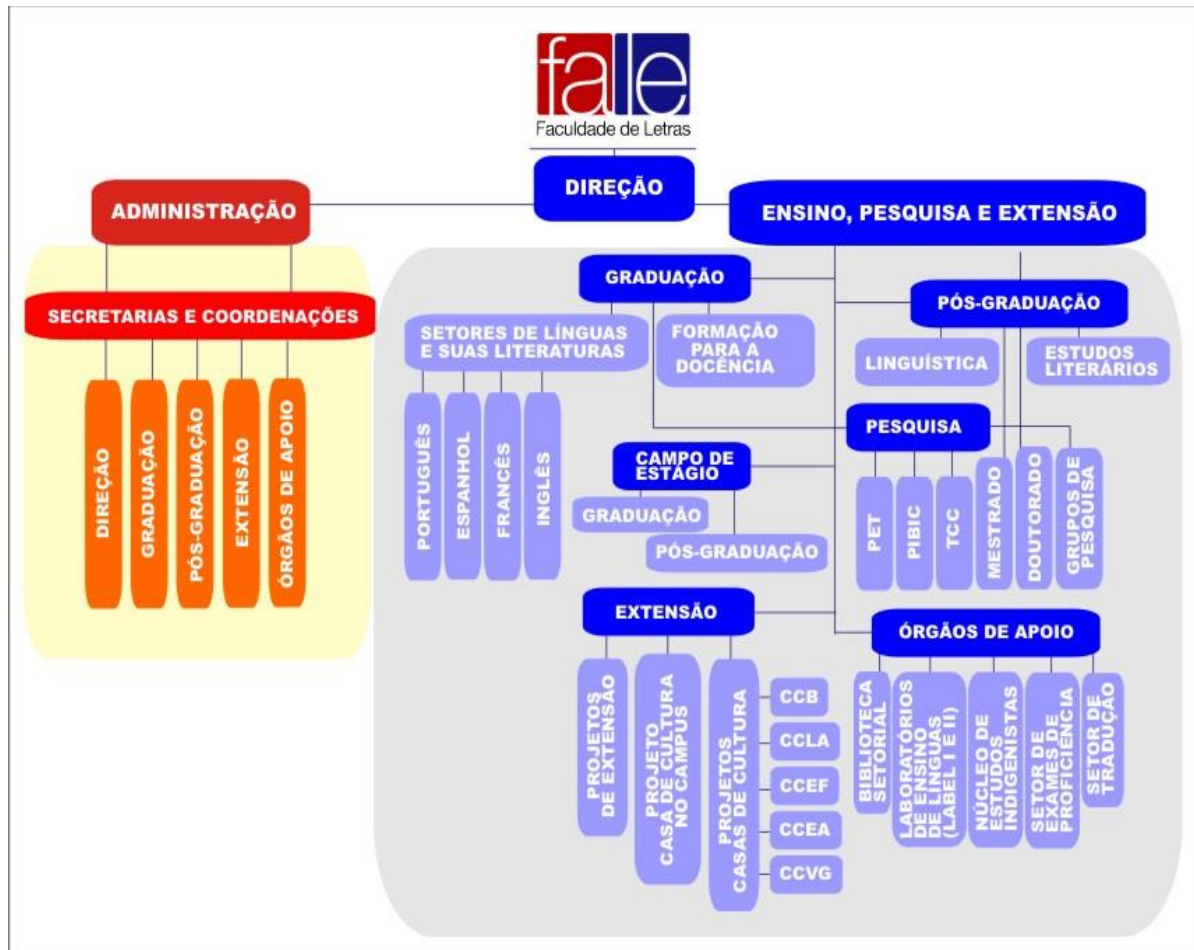 falle
Faculdade de Letras
DIREÇÃO
ADMINISTRAÇÃO
ENSINO, PESQUISA E EXTENSÃO
SECRETARIAS E COORDENAÇÕES
DIREÇÃO
GRADUAÇÃO
PÓS-GRADUAÇÃO
EXTENSÃO
ÓRGÃOS DE APOIO
GRADUAÇÃO
SETORES DE LÍNGUAS
E SUAS LITERATURAS
FORMAÇÃO
PARA A
DOCÊNCIA
PORTUGUÊS
ESPANHOL
FRANCÊS
INGLÊS
PÓS-GRADUAÇÃO
LINGUÍSTICA
ESTUDOS
LITERÁRIOS
PESQUISA
PET
PIBIC
TCC
MESTRADO
DOUTORADO
GRUPOS DE
PESQUISA
CAMPO DE
ESTÁGIO
GRADUAÇÃO
PÓS-GRADUAÇÃO
EXTENSÃO
PROJETOS
DE EXTENSÃO
PROJETO
CASA DE CULTURA
NO CAMPUS
PROJETOS
CASAS DE CULTURA
CCB
CCLA
CCEF
CCEA
CCVG
ÓRGÃOS DE APOIO
BIBLIOTECA
SETORIAL
LABORATÓRIOS
DE ENSINO
DE LÍNGUAS
(LABEL I E II)
NÚCLEO DE
ESTUDOS
INDIGENISTAS
SETOR DE
EXAMES DE
PROFICIÊNCIA
SETOR DE
TRADUÇÃO